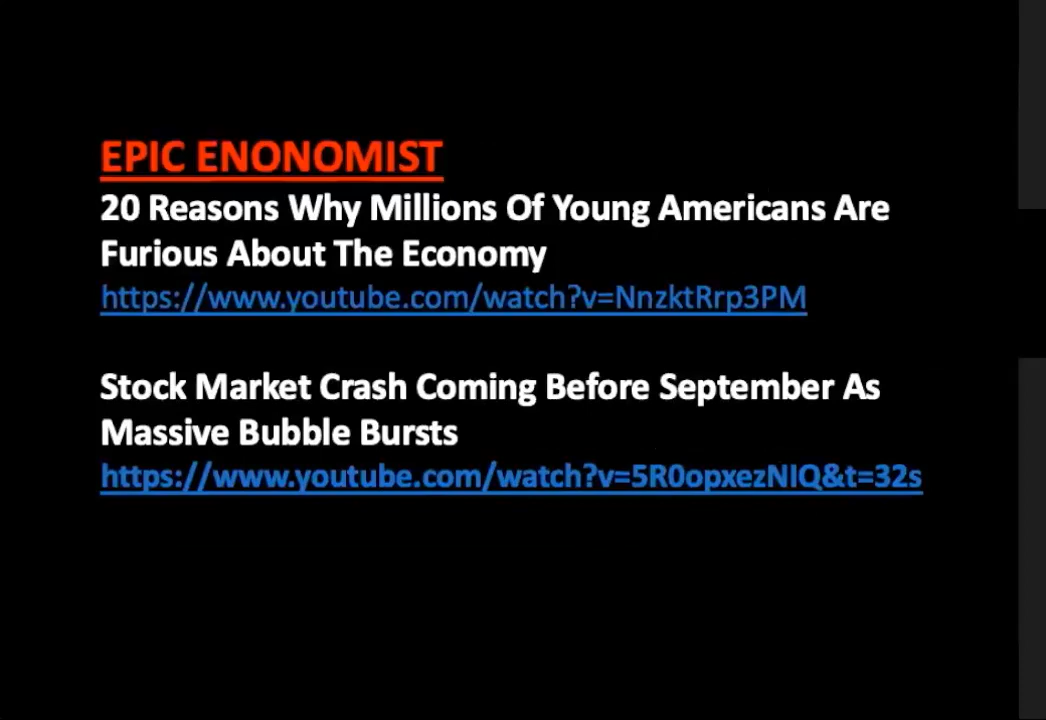 EPIC ENONOMIST
20 Reasons Why Millions Of Young Americans Are
Furious About The Economy
https://www.youtube.com/watch?v=NnzktRrp3PM
Stock Market Crash Coming Before September As
Massive Bubble Bursts
https://www.youtube.com/watch?v=5R0opxezNIQ&t=32s